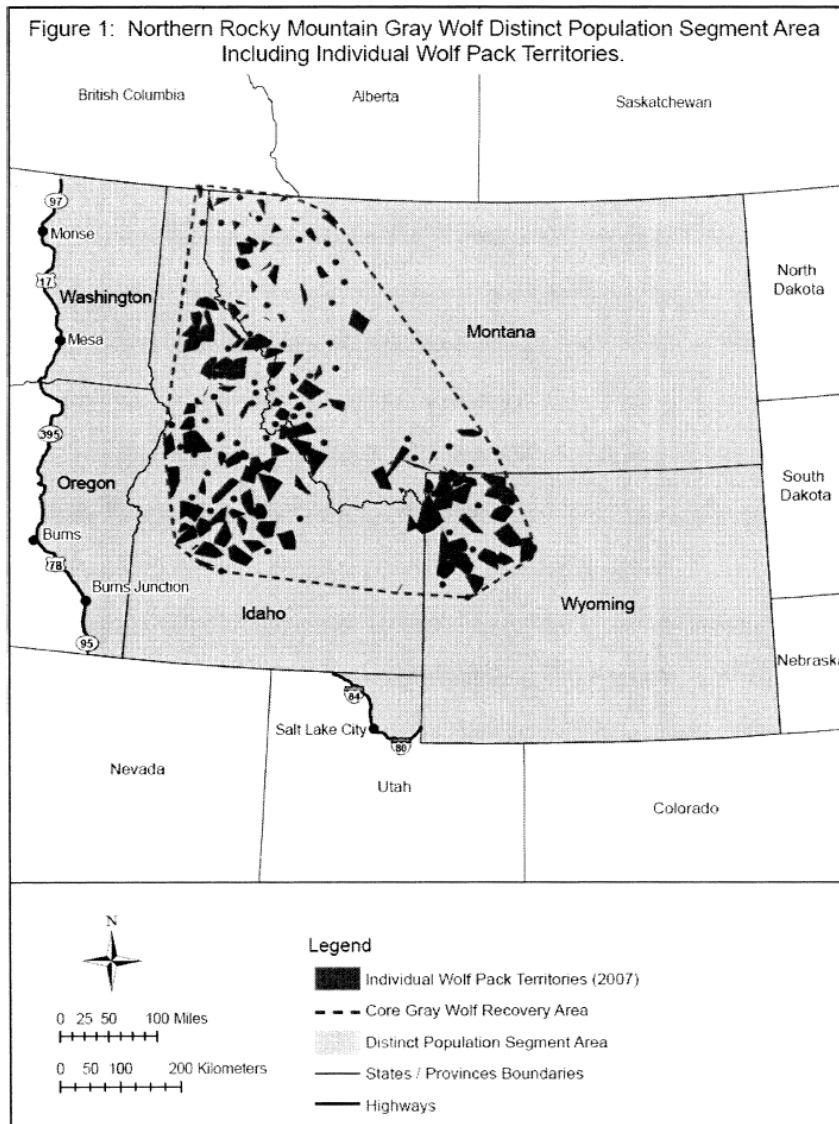 Figure 1: Northern Rocky Mountain Gray Wolf Distinct Population Segment Area
Including Individual Wolf Pack Territories.
British Columbia
Alberta
Saskatchewan
97
Monse
17
Washington
Mesa
Montana
North
Dakota
395
Oregon
South
Dakota
Burns
78
Burns Junction
Idaho
Wyoming
95
Nebraska
84
Salt Lake City
80
Nevada
Utah
Colorado
N
Legend
Individual Wolf Pack Territories (2007)
Core Gray Wolf Recovery Area
Distinct Population Segment Area
States / Provinces Boundaries
Highways
0 25 50 100 Miles
0 50 100 200 Kilometers